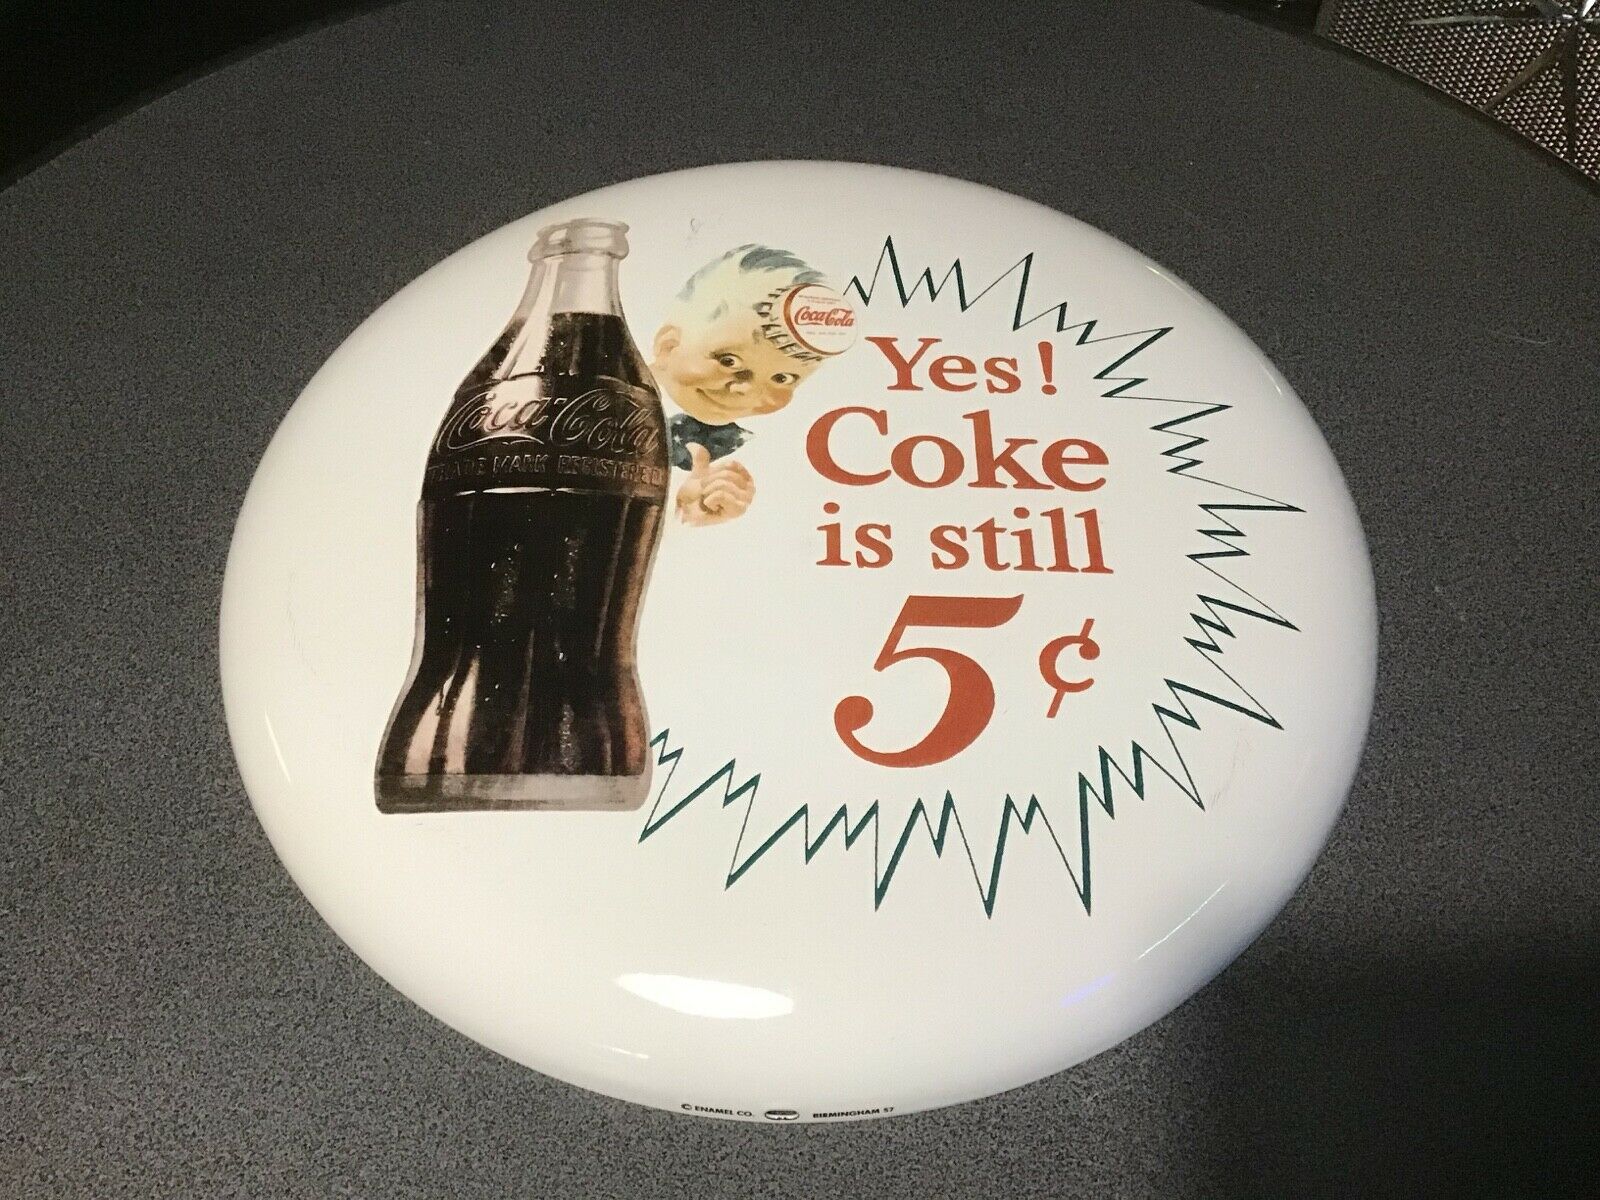 Coca-Cola
TRADE MARK REGISTERED
Coca-Cola
Yes!
Coke
is still
5¢
© ENAMEL CO. BIRMINGHAM 57